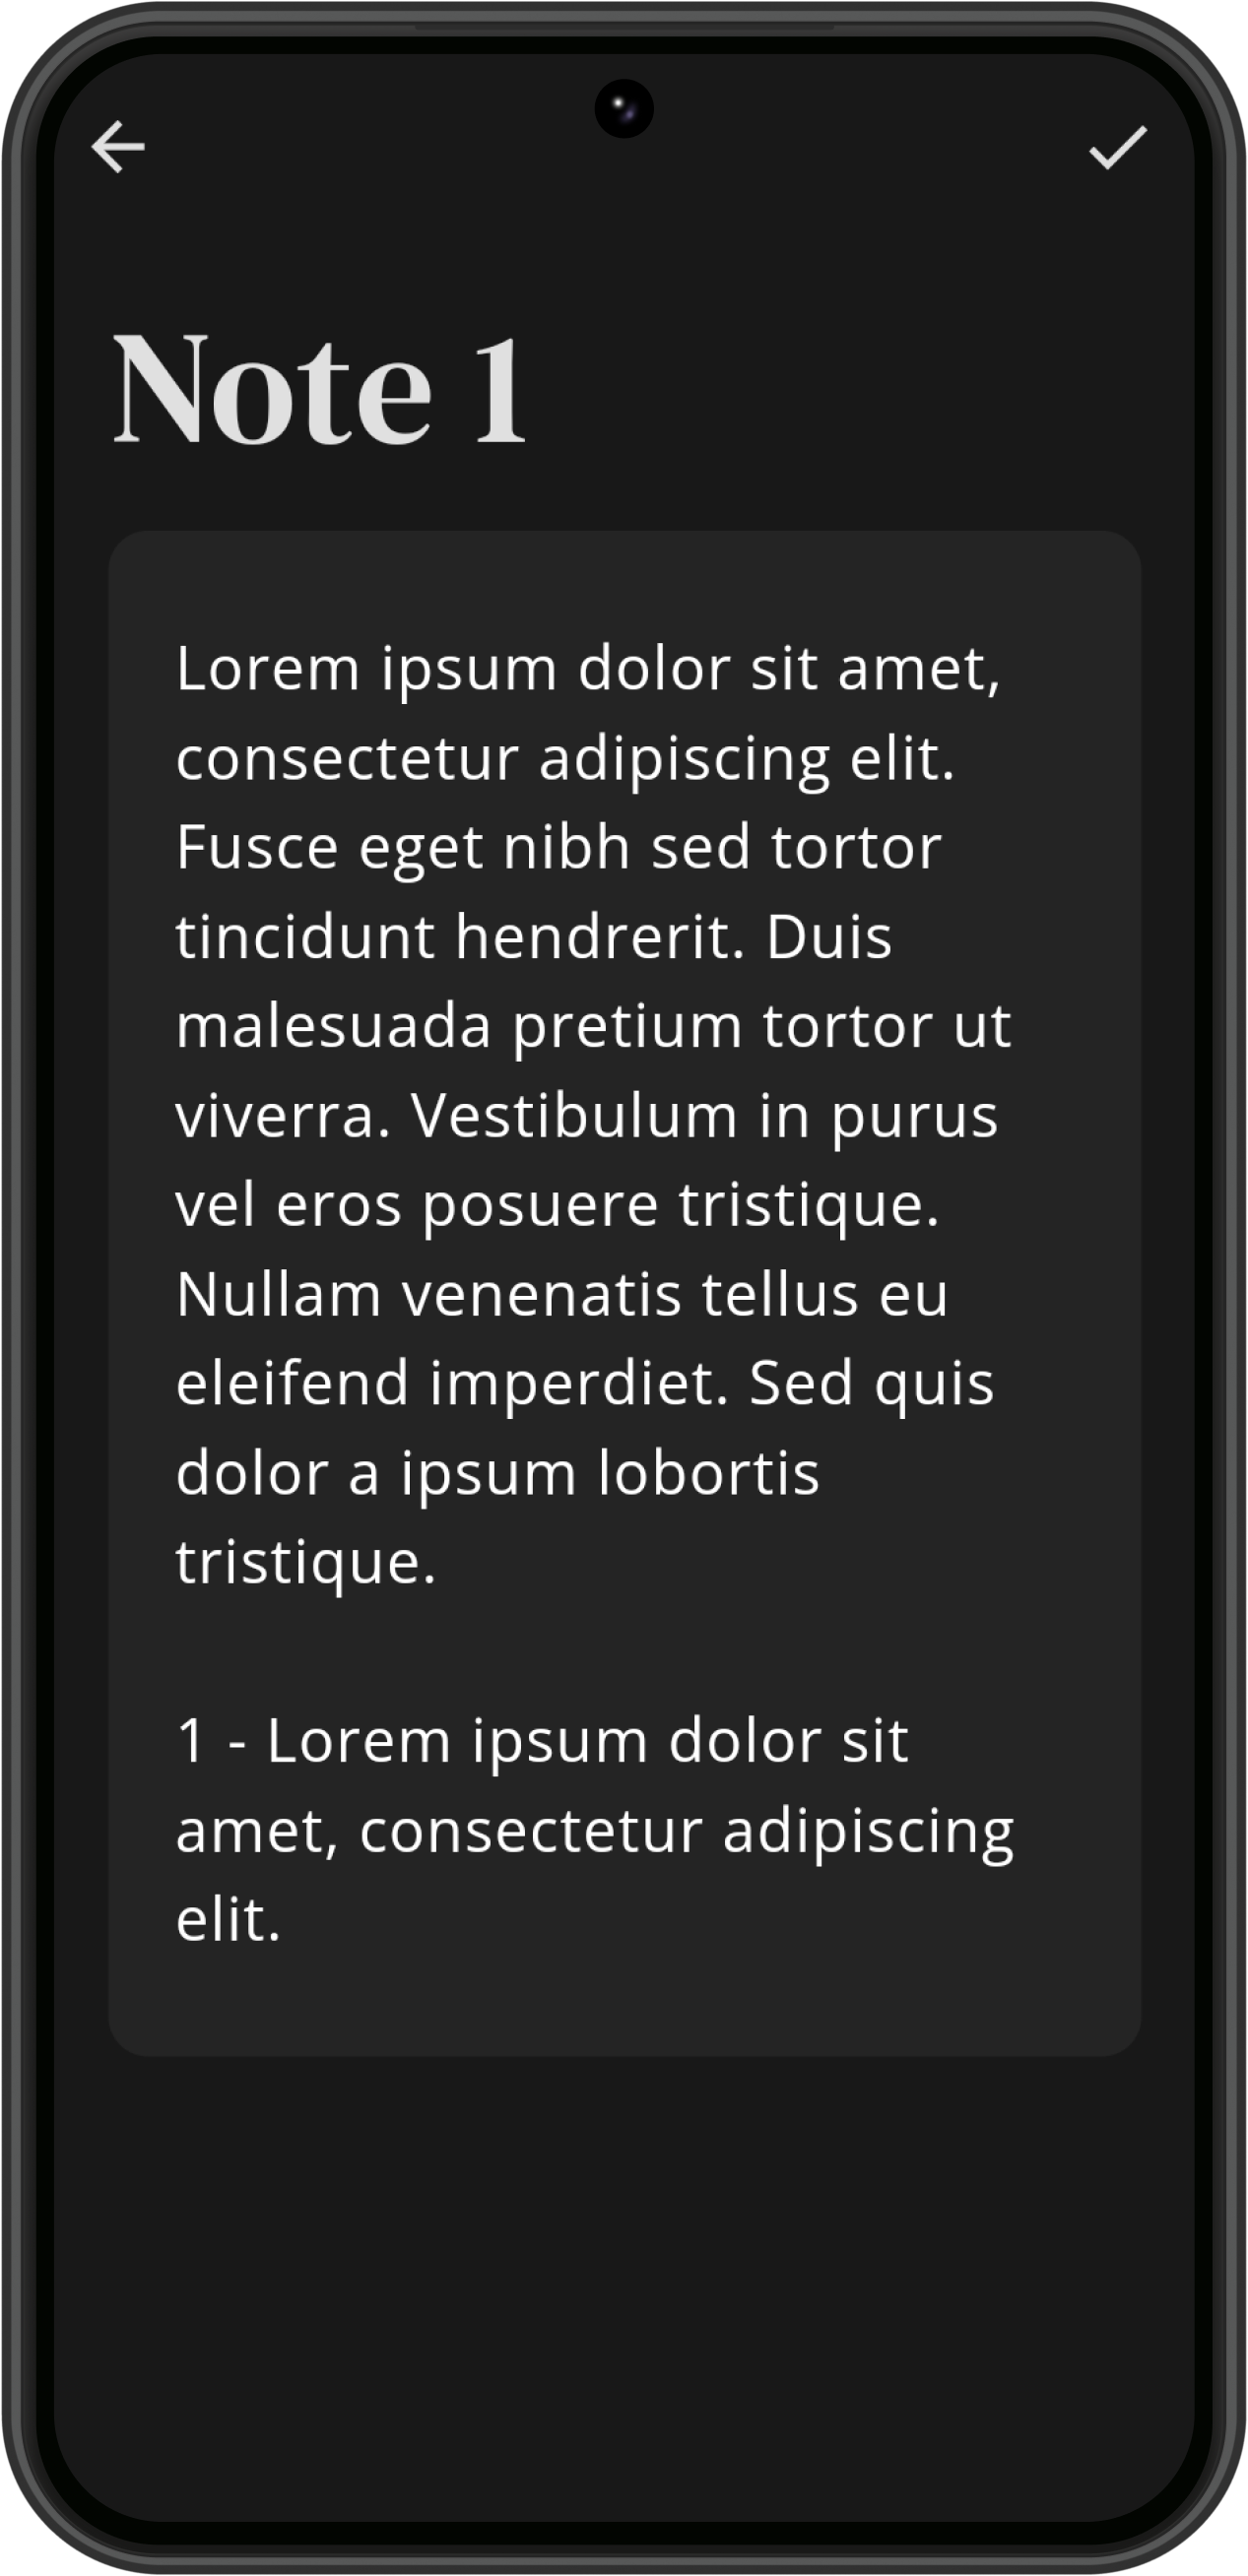 Note 1
Lorem ipsum dolor sit amet,
consectetur adipiscing elit.
Fusce eget nibh sed tortor
tincidunt hendrerit. Duis
malesuada pretium tortor ut
viverra. Vestibulum in purus
vel eros posuere tristique.
Nullam venenatis tellus eu
eleifend imperdiet. Sed quis
dolor a ipsum lobortis
tristique.
1 - Lorem ipsum dolor sit
amet, consectetur adipiscing
elit.